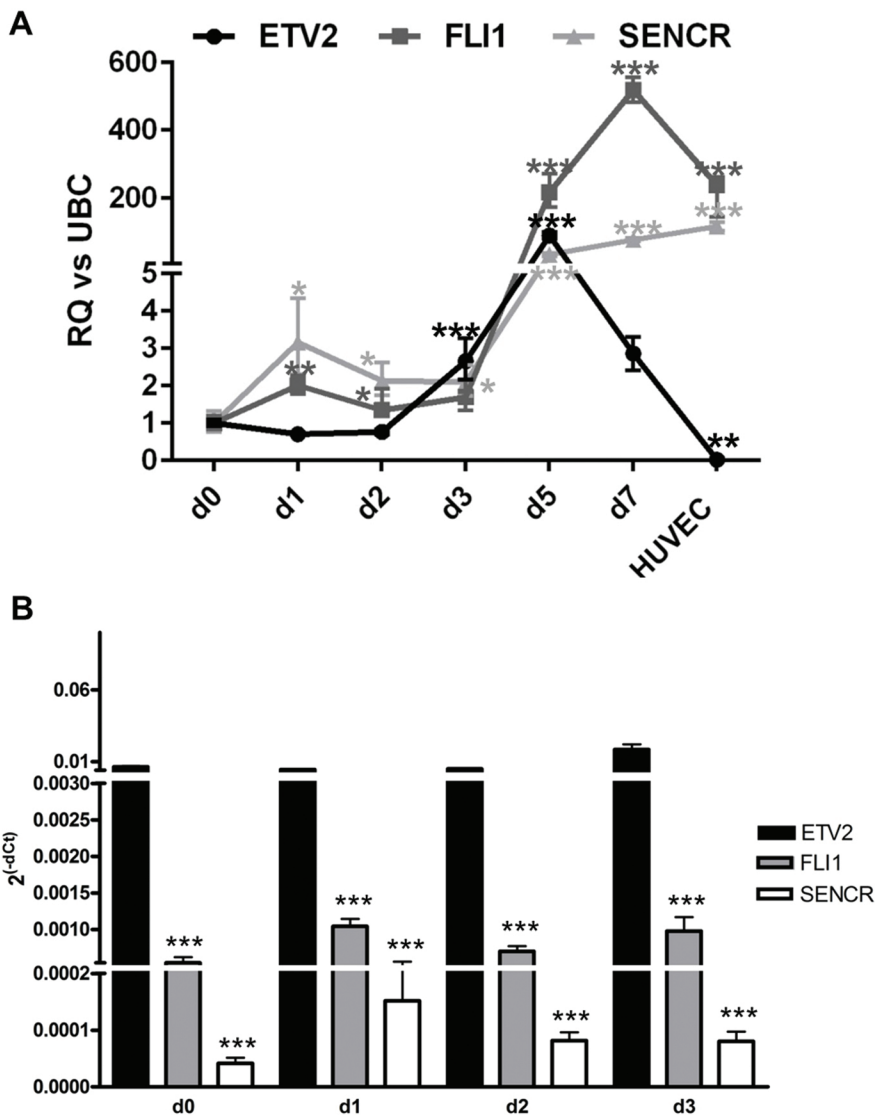 A
ETV2 FLI1 SENCR
600
***
400
*** ***
200
*** *** ***
RQ vs UBC
5
***
4
*
3
*** *
2
** * *
1
**
0
d0 d1 d2 d3 d5 d7 HUVEC
B
0.06
0.01
0.0030
0.0025
0.0020
2(-dCt)
ETV2
FLI1
SENCR
0.0015
0.0010
*** *** *** ***
0.0002
*** *** *** ***
0.0001
0.0000
d0 d1 d2 d3